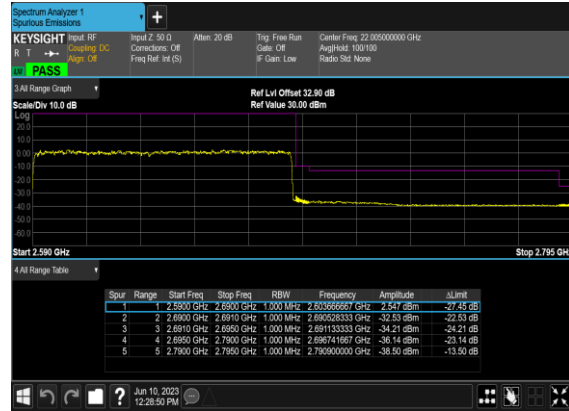 Spectrum Analyzer 1
Spurious Emissions
KEYSIGHT Input: RF Input Z: 50 Ω Atten: 20 dB Trig: Free Run Center Freq: 22.005000000 GHz
R T Coupling: DC Corrections: Off Gate: Off Avg|Hold: 100/100
Align: Off Freq Ref: Int (S) IF Gain: Low Radio Std: None
PASS
3 All Range Graph Ref Lvl Offset 32.90 dB
Scale/Div 10.0 dB Ref Value 30.00 dBm
Log
20.0
10.0
0.00
-10.0
-20.0
-30.0
-40.0
-50.0
-60.0
Start 2.590 GHz Stop 2.795 GHz
4 All Range Table
Spur Range Start Freq Stop Freq RBW Frequency Amplitude ΔLimit
1 1 2.5900 GHz 2.6900 GHz 1.000 MHz 2.603666667 GHz 2.547 dBm -27.45 dB
2 2 2.6900 GHz 2.6910 GHz 1.000 MHz 2.690528333 GHz -32.53 dBm -22.53 dB
3 3 2.6910 GHz 2.6950 GHz 1.000 MHz 2.691133333 GHz -34.21 dBm -24.21 dB
4 4 2.6950 GHz 2.7900 GHz 1.000 MHz 2.696741667 GHz -36.14 dBm -23.14 dB
5 5 2.7900 GHz 2.7950 GHz 1.000 MHz 2.790900000 GHz -38.50 dBm -13.50 dB
? Jun 10, 2023
12:28:50 PM